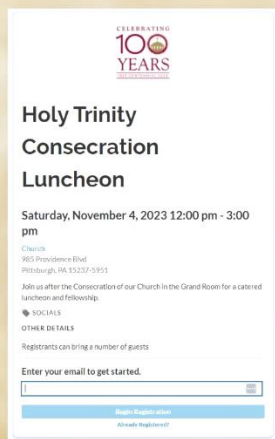 CELEBRATING
100
YEARS
Holy Trinity
Consecration
Luncheon
Saturday, November 4, 2023 12:00 pm - 3:00
pm
Church
985 Providence Blvd
Pittsburgh, PA 15237-5951
Join us after the Consecration of our Church in the Grand Room for a catered
luncheon and fellowship.
SOCIALS
OTHER DETAILS
Registrants can bring a number of guests
Enter your email to get started.
Begin Registration
Already Registered?